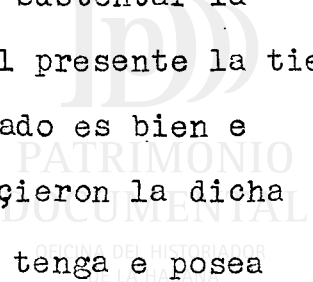 sustentar la
l presente la tie
ado es bien e
çieron la dicha
tenga e posea
PATRIMONIO
DOCUMENTAL
OFICINA DEL HISTORIADOR
DE LA HABANA